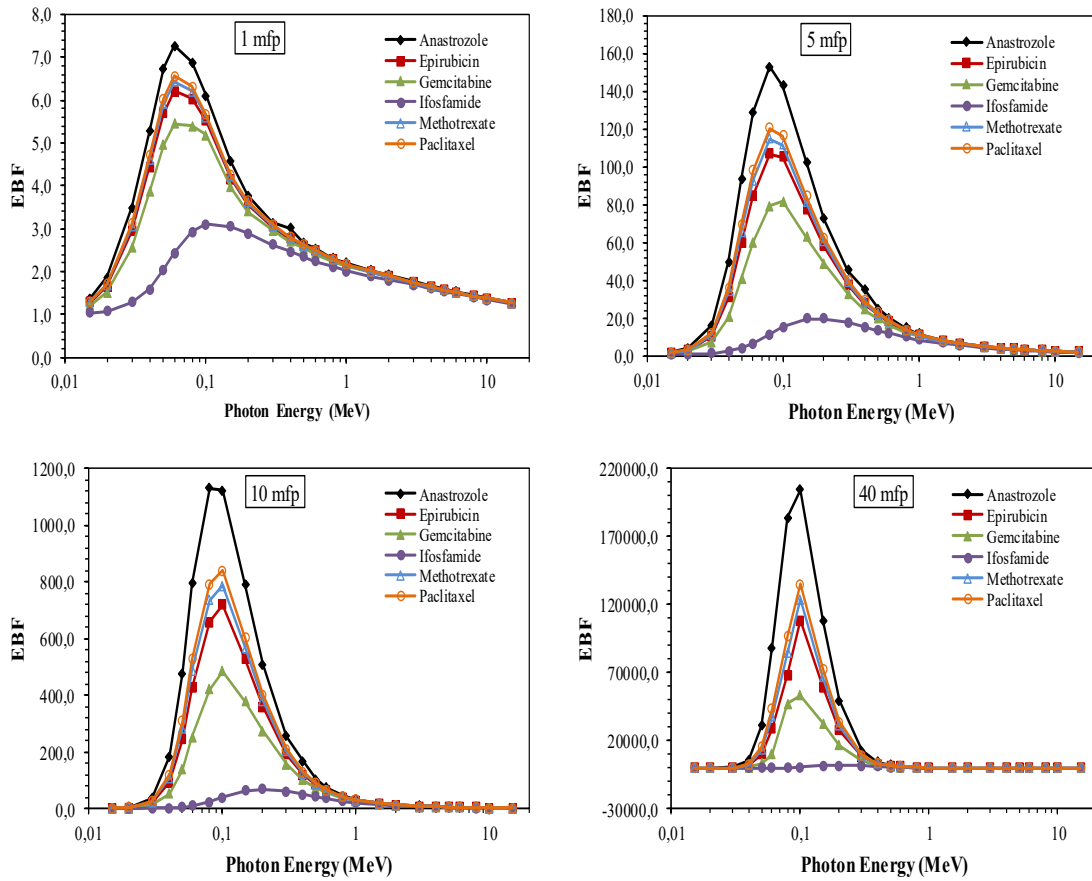 8,0
7,0
6,0
5,0
4,0
3,0
2,0
1,0
0,0
EBF
1 mfp
Anastrozole
Epirubicin
Gemcitabine
Ifosfamide
Methotrexate
Paclitaxel
0,01 0,1 1 10
Photon Energy (MeV)
180,0
160,0
140,0
120,0
100,0
80,0
60,0
40,0
20,0
0,0
EBF
5 mfp
Anastrozole
Epirubicin
Gemcitabine
Ifosfamide
Methotrexate
Paclitaxel
0,01 0,1 1 10
Photon Energy (MeV)
1200,0
1000,0
800,0
600,0
400,0
200,0
0,0
EBF
10 mfp
Anastrozole
Epirubicin
Gemcitabine
Ifosfamide
Methotrexate
Paclitaxel
0,01 0,1 1 10
Photon Energy (MeV)
220000,0
170000,0
120000,0
70000,0
20000,0
-30000,0
EBF
40 mfp
Anastrozole
Epirubicin
Gemcitabine
Ifosfamide
Methotrexate
Paclitaxel
0,01 0,1 1 10
Photon Energy (MeV)